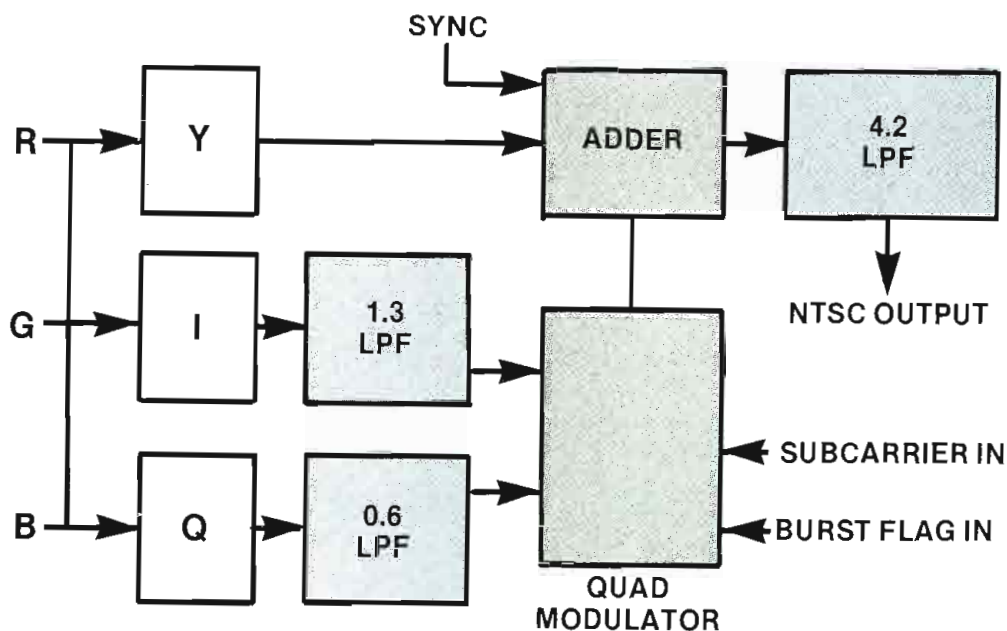 SYNC
R
Y
ADDER
4.2
LPF
G
I
1.3
LPF
NTSC OUTPUT
SUBCARRIER IN
B
Q
0.6
LPF
BURST FLAG IN
QUAD
MODULATOR